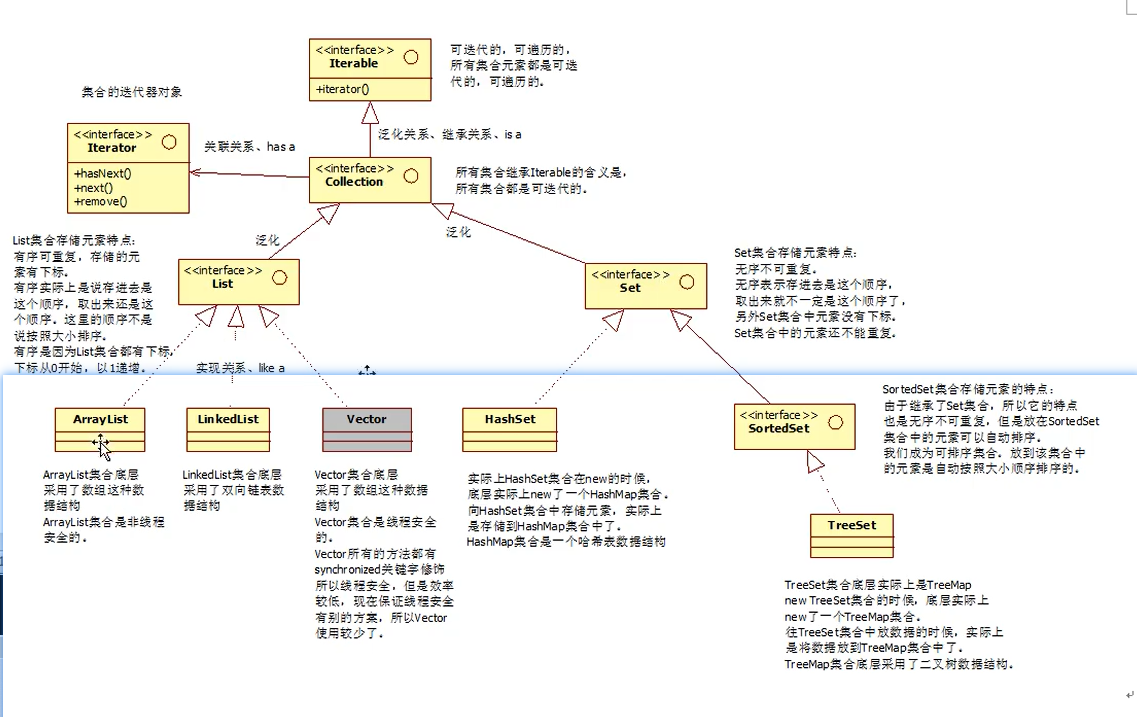 <<interface>>
Iterable
+iterator()
可迭代的，可遍历的，
所有集合元素都是可迭
代的，可遍历的。
集合的迭代器对象
<<interface>>
Iterator
+hasNext()
+next()
+remove()
关联关系、has a
泛化关系、继承关系、is a
<<interface>>
Collection
所有集合继承Iterable的含义是，
所有集合都是可迭代的。
泛化
泛化
List集合存储元素特点：
有序可重复，存储的元
素有下标。
有序实际上是说存进去是
这个顺序，取出来还是这
个顺序。这里的顺序不是
说按照大小排序。
有序是因为List集合都有下标，
下标从0开始，以1递增。
<<interface>>
List
<<interface>>
Set
Set集合存储元素特点：
无序不可重复。
无序表示存进去是这个顺序，
取出来就不一定是这个顺序了，
另外Set集合中元素没有下标。
Set集合中的元素还不能重复。
实现关系、like a
ArrayList
LinkedList
Vector
HashSet
<<interface>>
SortedSet
SortedSet集合存储元素的特点：
由于继承了Set集合，所以它的特点
也是无序不可重复，但是放在SortedSet
集合中的元素可以自动排序。
我们成为可排序集合。放到该集合中
的元素是自动按照大小顺序排序的。
ArrayList集合底层
采用了数组这种数
据结构
ArrayList集合是非线程
安全的。
LinkedList集合底层
采用了双向链表数
据结构
Vector集合底层
采用了数组这种数据
结构
Vector集合是线程安全
的。
Vector所有的方法都有
synchronized关键字修饰
所以线程安全，但是效率
较低，现在保证线程安全
有别的方案，所以Vector
使用较少了。
实际上HashSet集合在new的时候，
底层实际上new了一个HashMap集合。
向HashSet集合中存储元素，实际上
是存储到HashMap集合中了。
HashMap集合是一个哈希表数据结构
TreeSet
TreeSet集合底层实际上是TreeMap
new TreeSet集合的时候，底层实际上
new了一个TreeMap集合。
往TreeSet集合中放数据的时候，实际上
是将数据放到TreeMap集合中了。
TreeMap集合底层采用了二叉树数据结构。